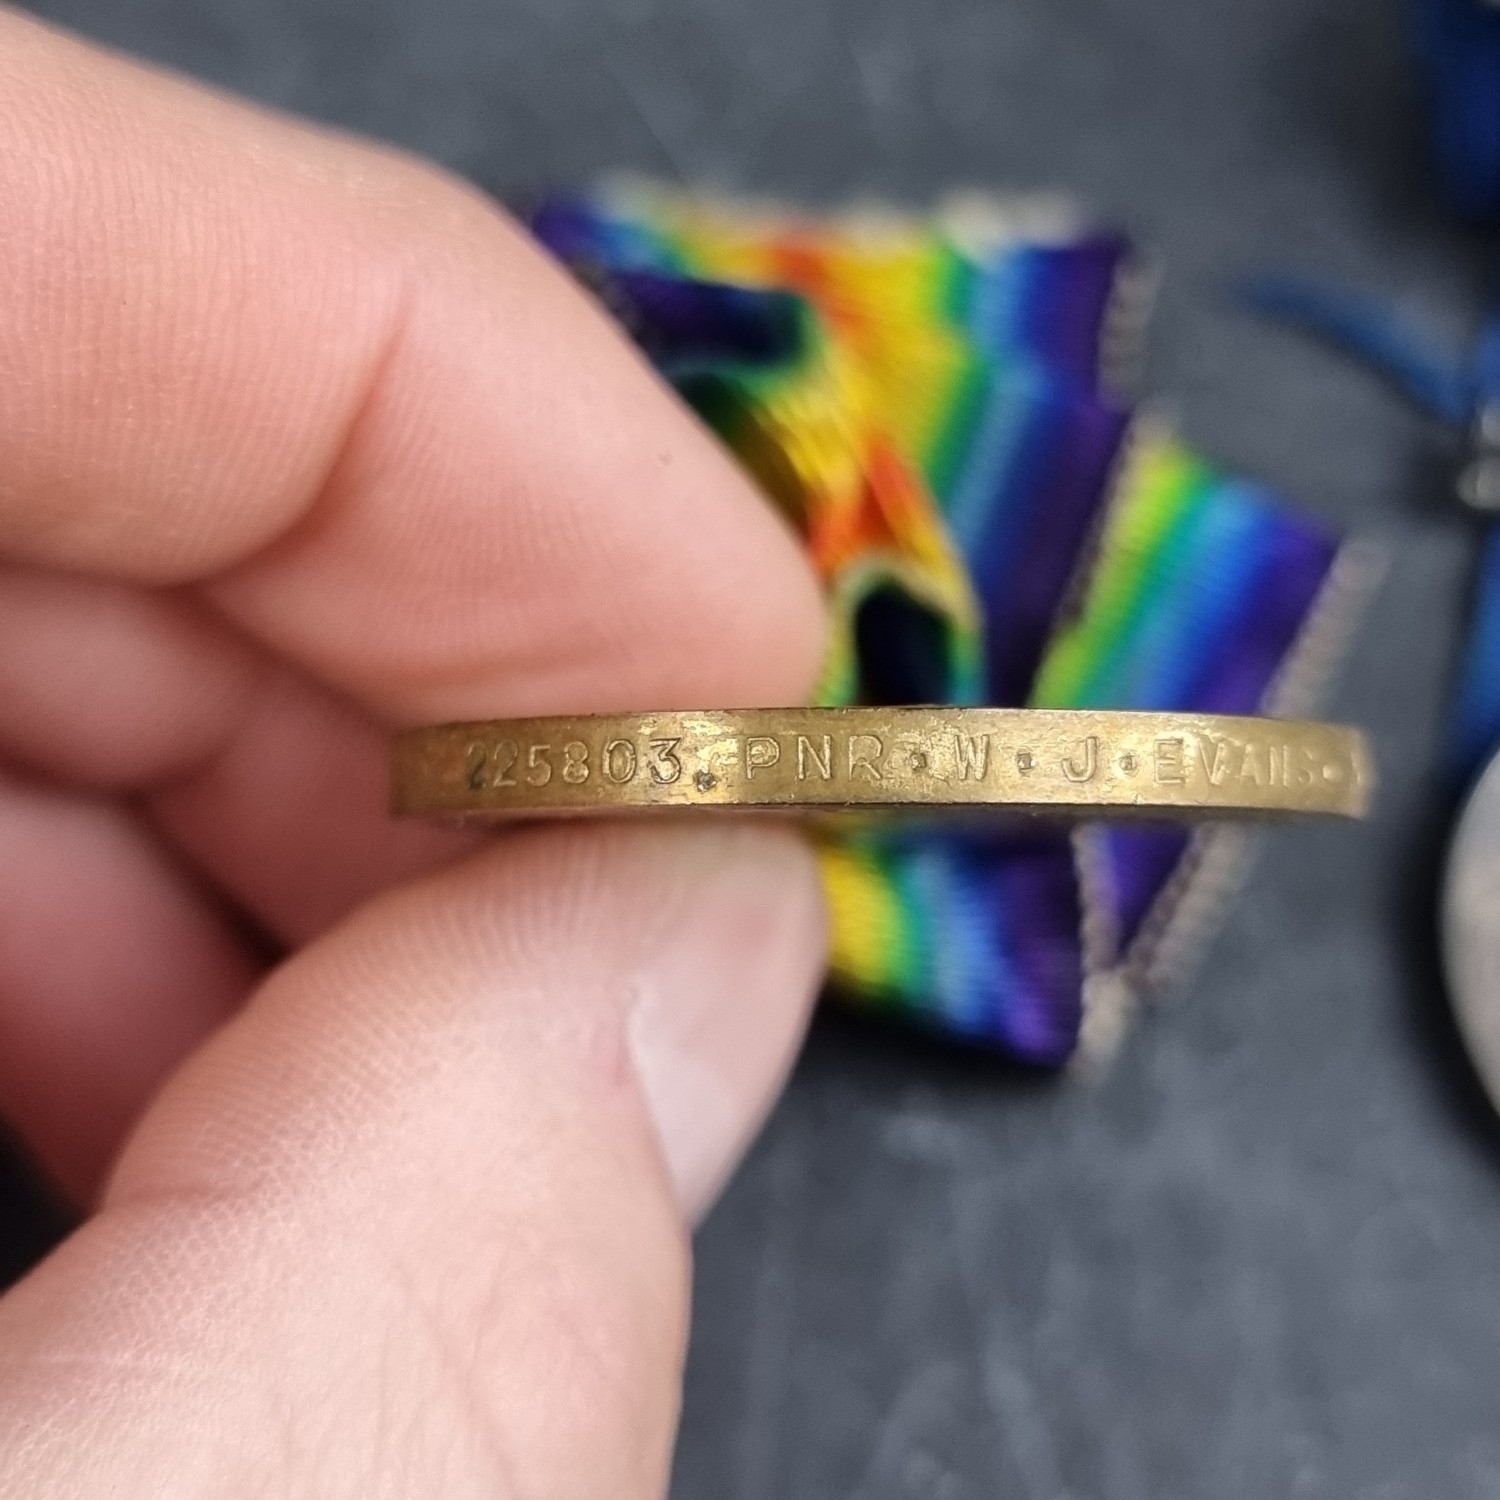 225803. PNR. W. J. EVANS.